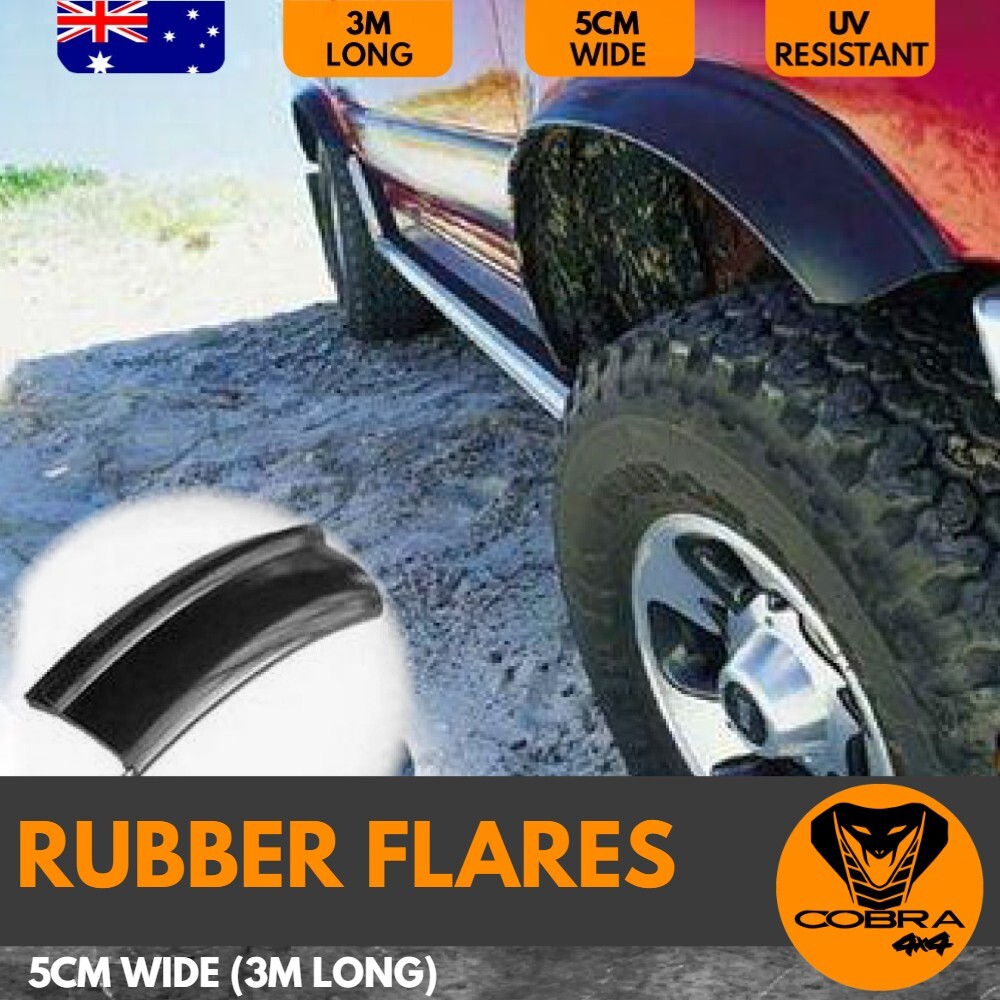 3M
LONG
5CM
WIDE
UV
RESISTANT
RUBBER FLARES
COBRA
4x4
5CM WIDE (3M LONG)